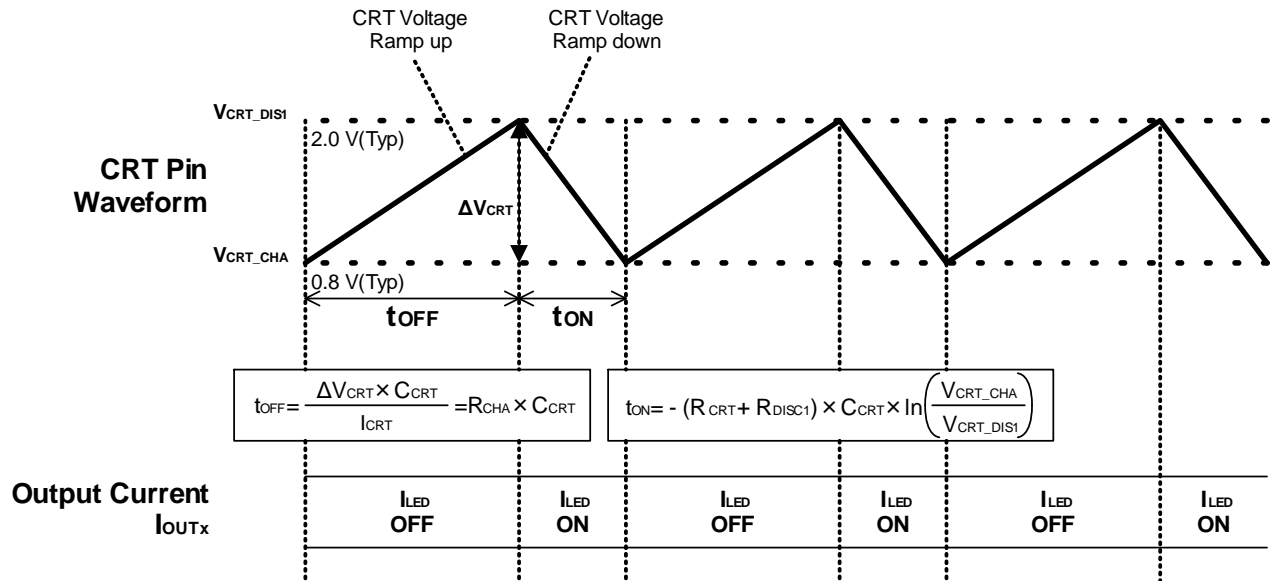 CRT Voltage
Ramp up
CRT Voltage
Ramp down
VCRT_DIS1
2.0 V(Typ)
CRT Pin
Waveform
ΔVCRT
VCRT_CHA
0.8 V(Typ)
tOFF
tON
tOFF= ΔVCRT × CCRT / ICRT =RCHA × CCRT
tON= - (RCRT+ RDISC1) × CCRT × ln(VCRT_CHA / VCRT_DIS1)
Output Current
IOUTx
ILED
OFF
ILED
ON
ILED
OFF
ILED
ON
ILED
OFF
ILED
ON